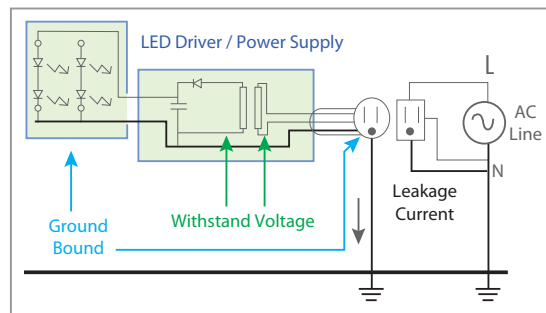 LED Driver / Power Supply
L
AC
Line
N
Leakage
Current
Withstand Voltage
Ground
Bound